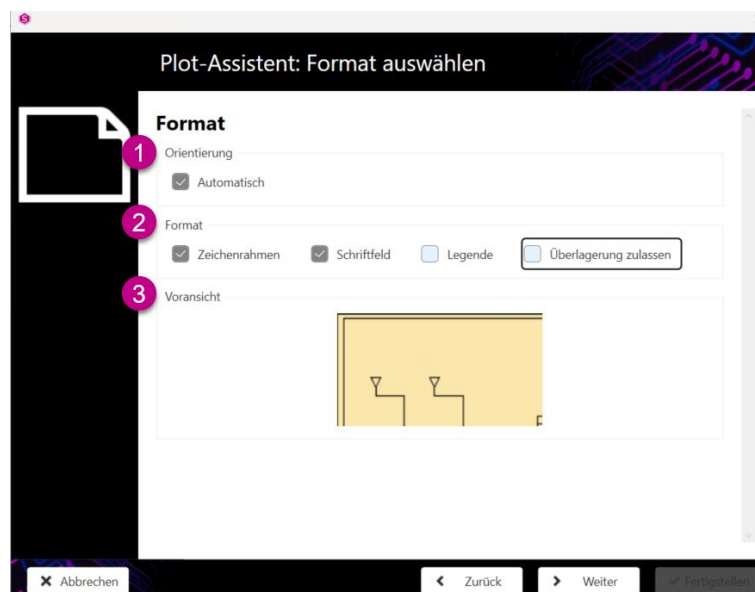 S
Plot-Assistent: Format auswählen
Format
1 Orientierung
Automatisch
2 Format
Zeichenrahmen Schriftfeld Legende Überlagerung zulassen
3 Voransicht
Abbrechen Zurück Weiter Fertigstellen